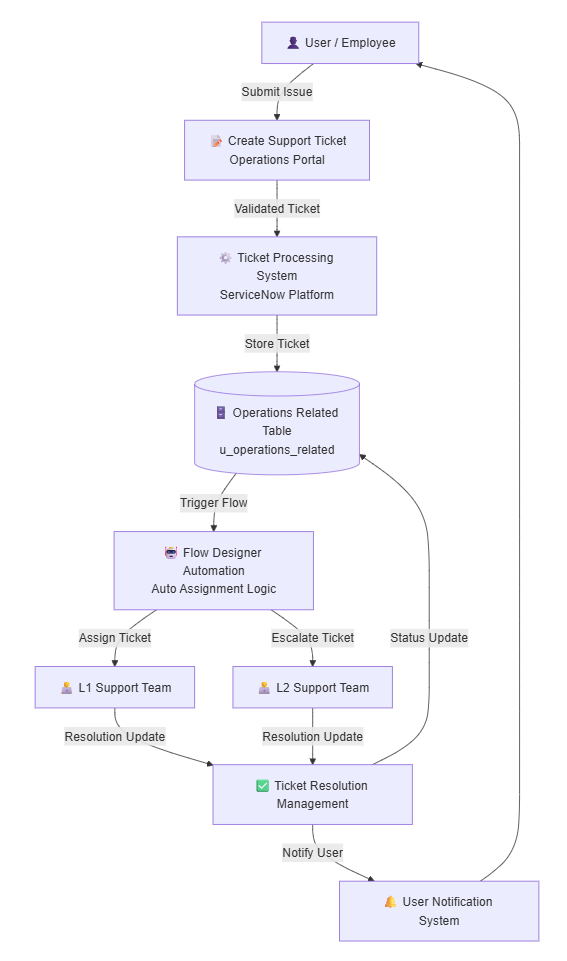 User / Employee
Submit Issue
Create Support Ticket
Operations Portal
Validated Ticket
Ticket Processing
System
ServiceNow Platform
Store Ticket
Operations Related
Table
u_operations_related
Trigger Flow
Flow Designer
Automation
Auto Assignment Logic
Assign Ticket
Escalate Ticket
Status Update
L1 Support Team
L2 Support Team
Resolution Update
Resolution Update
Ticket Resolution
Management
Notify User
User Notification
System